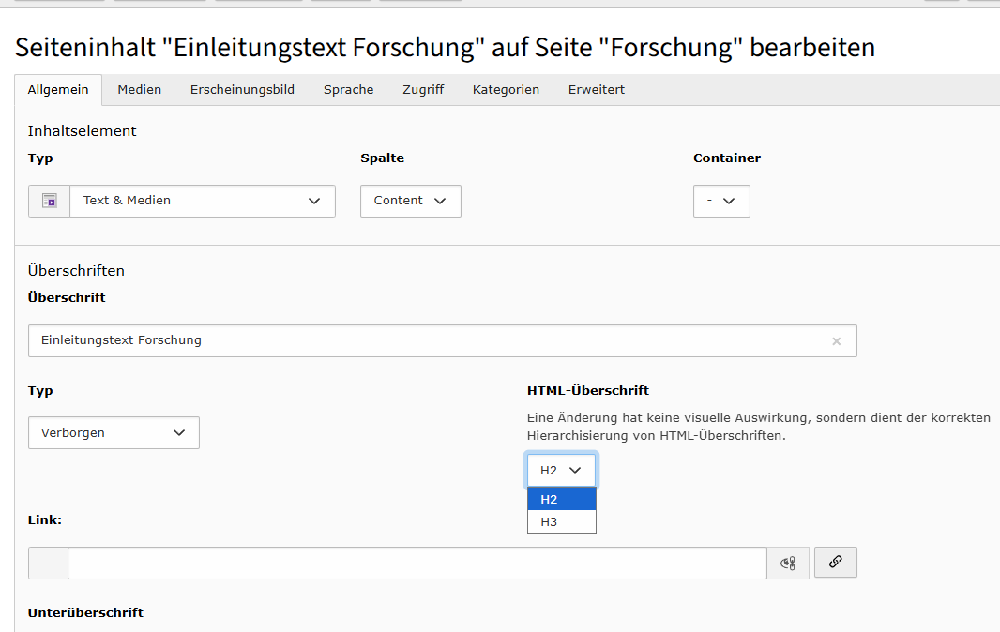 Seiteninhalt "Einleitungstext Forschung" auf Seite "Forschung" bearbeiten
Allgemein Medien Erscheinungsbild Sprache Zugriff Kategorien Erweitert
Inhaltselement
Typ Spalte Container
Text & Medien Content -
Überschriften
Überschrift
Einleitungstext Forschung
Typ HTML-Überschrift
Eine Änderung hat keine visuelle Auswirkung, sondern dient der korrekten
Hierarchisierung von HTML-Überschriften.
Verborgen
H2
H2
H3
Link:
Unterüberschrift